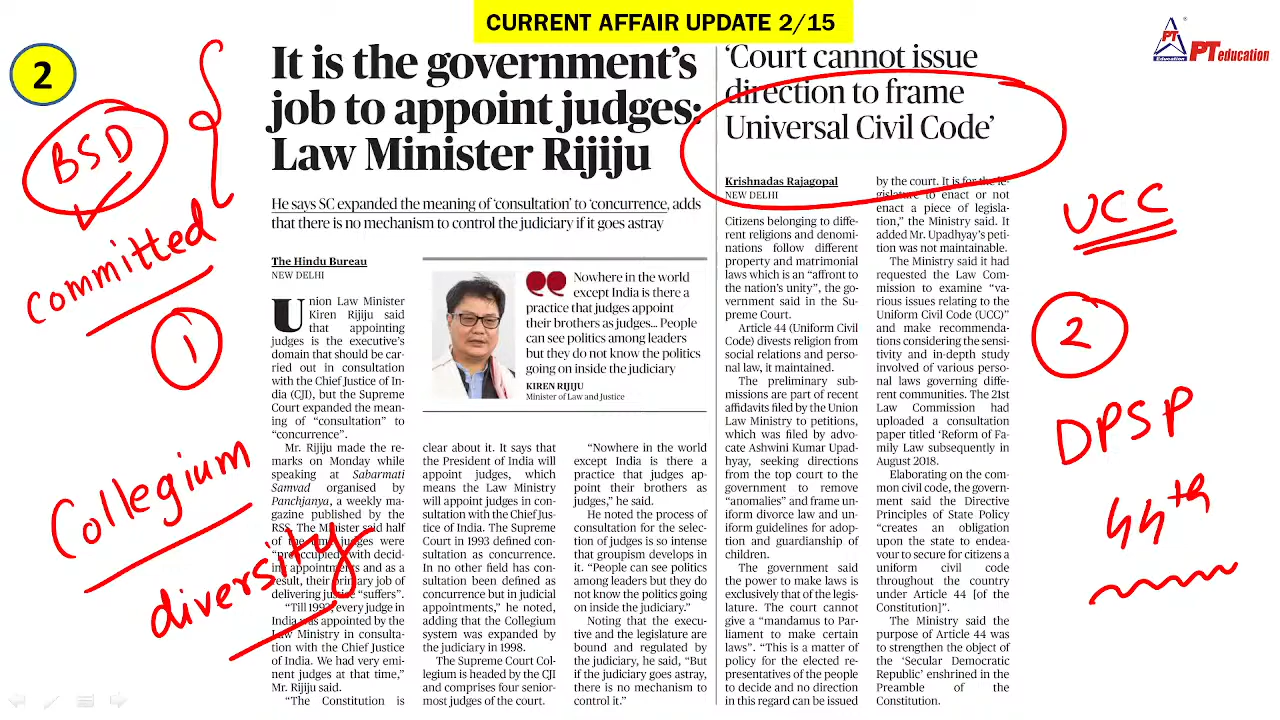 CURRENT AFFAIR UPDATE 2/15
2
PT
Education
PT education
BSD
committed
1
Collegium
diversity
It is the government's
job to appoint judges:
Law Minister Rijiju
He says SC expanded the meaning of 'consultation' to 'concurrence, adds
that there is no mechanism to control the judiciary if it goes astray
The Hindu Bureau
NEW DELHI
Union Law Minister
Kiren Rijiju said
that appointing
judges is the executive's
domain that should be car-
ried out in consultation
with the Chief Justice of In-
dia (CJI), but the Supreme
Court expanded the mean-
ing of "consultation" to
"concurrence".
Mr. Rijiju made the re-
marks on Monday while
speaking at Sabarmati
Samvad organised by
Panchjanya, a weekly ma-
gazine published by the
RSS. The Minister said half
of the time judges were
"preoccupied with decid-
ing appointments and as a
result, their primary job of
delivering justice "suffers".
"Till 1993, every judge in
India was appointed by the
Law Ministry in consulta-
tion with the Chief Justice
of India. We had very emi-
nent judges at that time,"
Mr. Rijiju said.
"The Constitution is
Nowhere in the world
except India is there a
practice that judges appoint
their brothers as judges... People
can see politics among leaders
but they do not know the politics
going on inside the judiciary
KIREN RIJIJU
Minister of Law and Justice
clear about it. It says that
the President of India will
appoint judges, which
means the Law Ministry
will appoint judges in con-
sultation with the Chief Jus-
tice of India. The Supreme
Court in 1993 defined con-
sultation as concurrence.
In no other field has con-
sultation been defined as
concurrence but in judicial
appointments," he noted,
adding that the Collegium
system was expanded by
the judiciary in 1998.
The Supreme Court Col-
legium is headed by the CJI
and comprises four senior-
most judges of the court.
"Nowhere in the world
except India is there a
practice that judges ap-
point their brothers as
judges," he said.
He noted the process of
consultation for the selec-
tion of judges is so intense
that groupism develops in
it. "People can see politics
among leaders but they do
not know the politics going
on inside the judiciary."
Noting that the execu-
tive and the legislature are
bound and regulated by
the judiciary, he said, "But
if the judiciary goes astray,
there is no mechanism to
control it."
'Court cannot issue
direction to frame
Universal Civil Code'
Krishnadas Rajagopal
NEW DELHI
Citizens belonging to diffe-
rent religions and denomi-
nations follow different
property and matrimonial
laws which is an "affront to
the nation's unity", the go-
vernment said in the Su-
preme Court.
Article 44 (Uniform Civil
Code) divests religion from
social relations and perso-
nal law, it maintained.
The preliminary sub-
missions are part of recent
affidavits filed by the Union
Law Ministry to petitions,
which was filed by advo-
cate Ashwini Kumar Upad-
hyay, seeking directions
from the top court to the
government to remove
"anomalies" and frame un-
iform divorce law and un-
iform guidelines for adop-
tion and guardianship of
children.
The government said
the power to make laws is
exclusively that of the legis-
lature. The court cannot
give a "mandamus to Par-
liament to make certain
laws". "This is a matter of
policy for the elected re-
presentatives of the people
to decide and no direction
in this regard can be issued
by the court. It is for the le-
gislature to enact or not
enact a piece of legisla-
tion," the Ministry said. It
added Mr. Upadhyay's peti-
tion was not maintainable.
The Ministry said it had
requested the Law Com-
mission to examine "va-
rious issues relating to the
Uniform Civil Code (UCC)"
and make recommenda-
tions considering the sensi-
tivity and in-depth study
involved of various perso-
nal laws governing diffe-
rent communities. The 21st
Law Commission had
uploaded a consultation
paper titled 'Reform of Fa-
mily Law subsequently in
August 2018.
Elaborating on the com-
mon civil code, the govern-
ment said the Directive
Principles of State Policy
"creates an obligation
upon the state to endea-
vour to secure for citizens a
uniform civil code
throughout the country
under Article 44 [of the
Constitution]".
The Ministry said the
purpose of Article 44 was
to strengthen the object of
the 'Secular Democratic
Republic' enshrined in the
Preamble of the
Constitution.
UCC
2
DPSP
44th